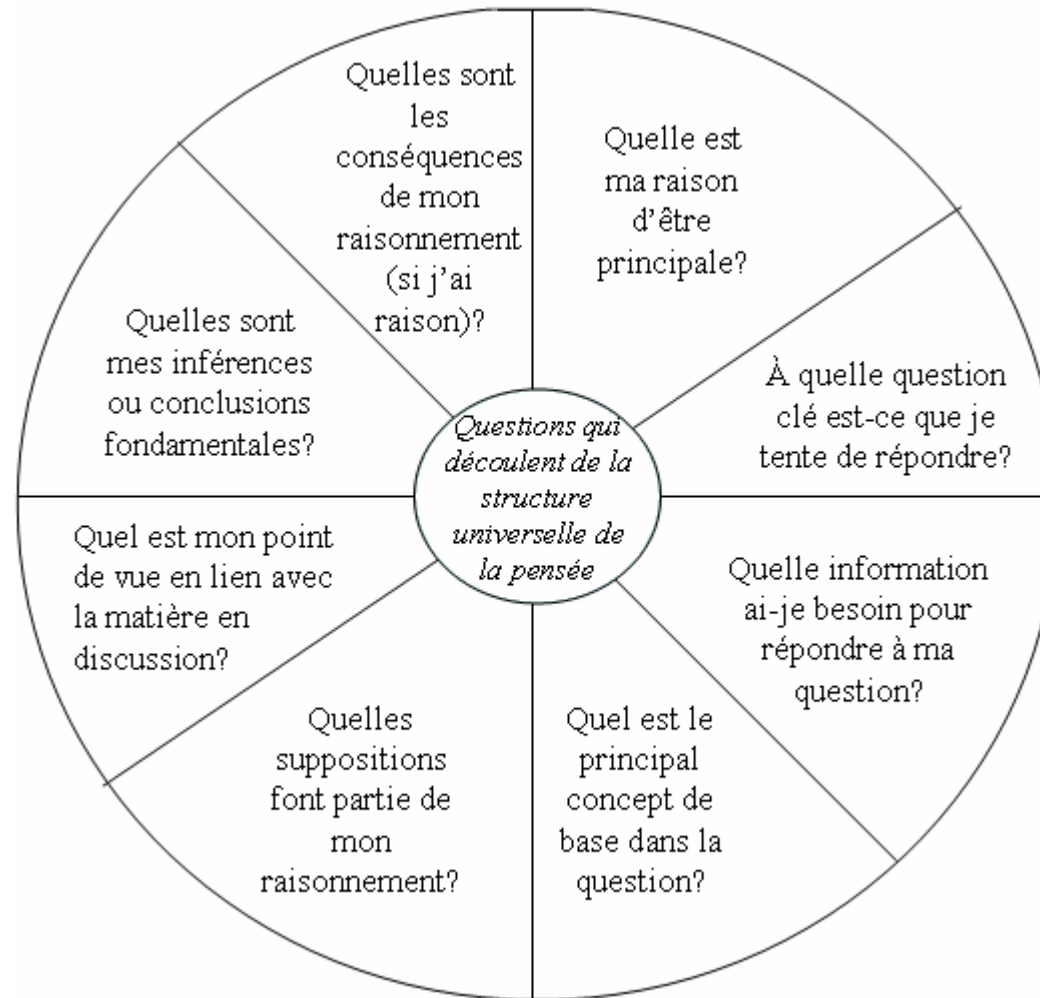 Quelles sont
les
conséquences
de mon
raisonnement
(si j'ai
raison)?
Quelle est
ma raison
d'être
principale?
À quelle question
clé est-ce que je
tente de répondre?
Quelle information
ai-je besoin pour
répondre à ma
question?
Quel est le
principal
concept de
base dans la
question?
Quelles
suppositions
font partie de
mon
raisonnement?
Quel est mon point
de vue en lien avec
la matière en
discussion?
Quelles sont
mes inférences
ou conclusions
fondamentales?
Questions qui
découlent de la
structure
universelle de
la pensée